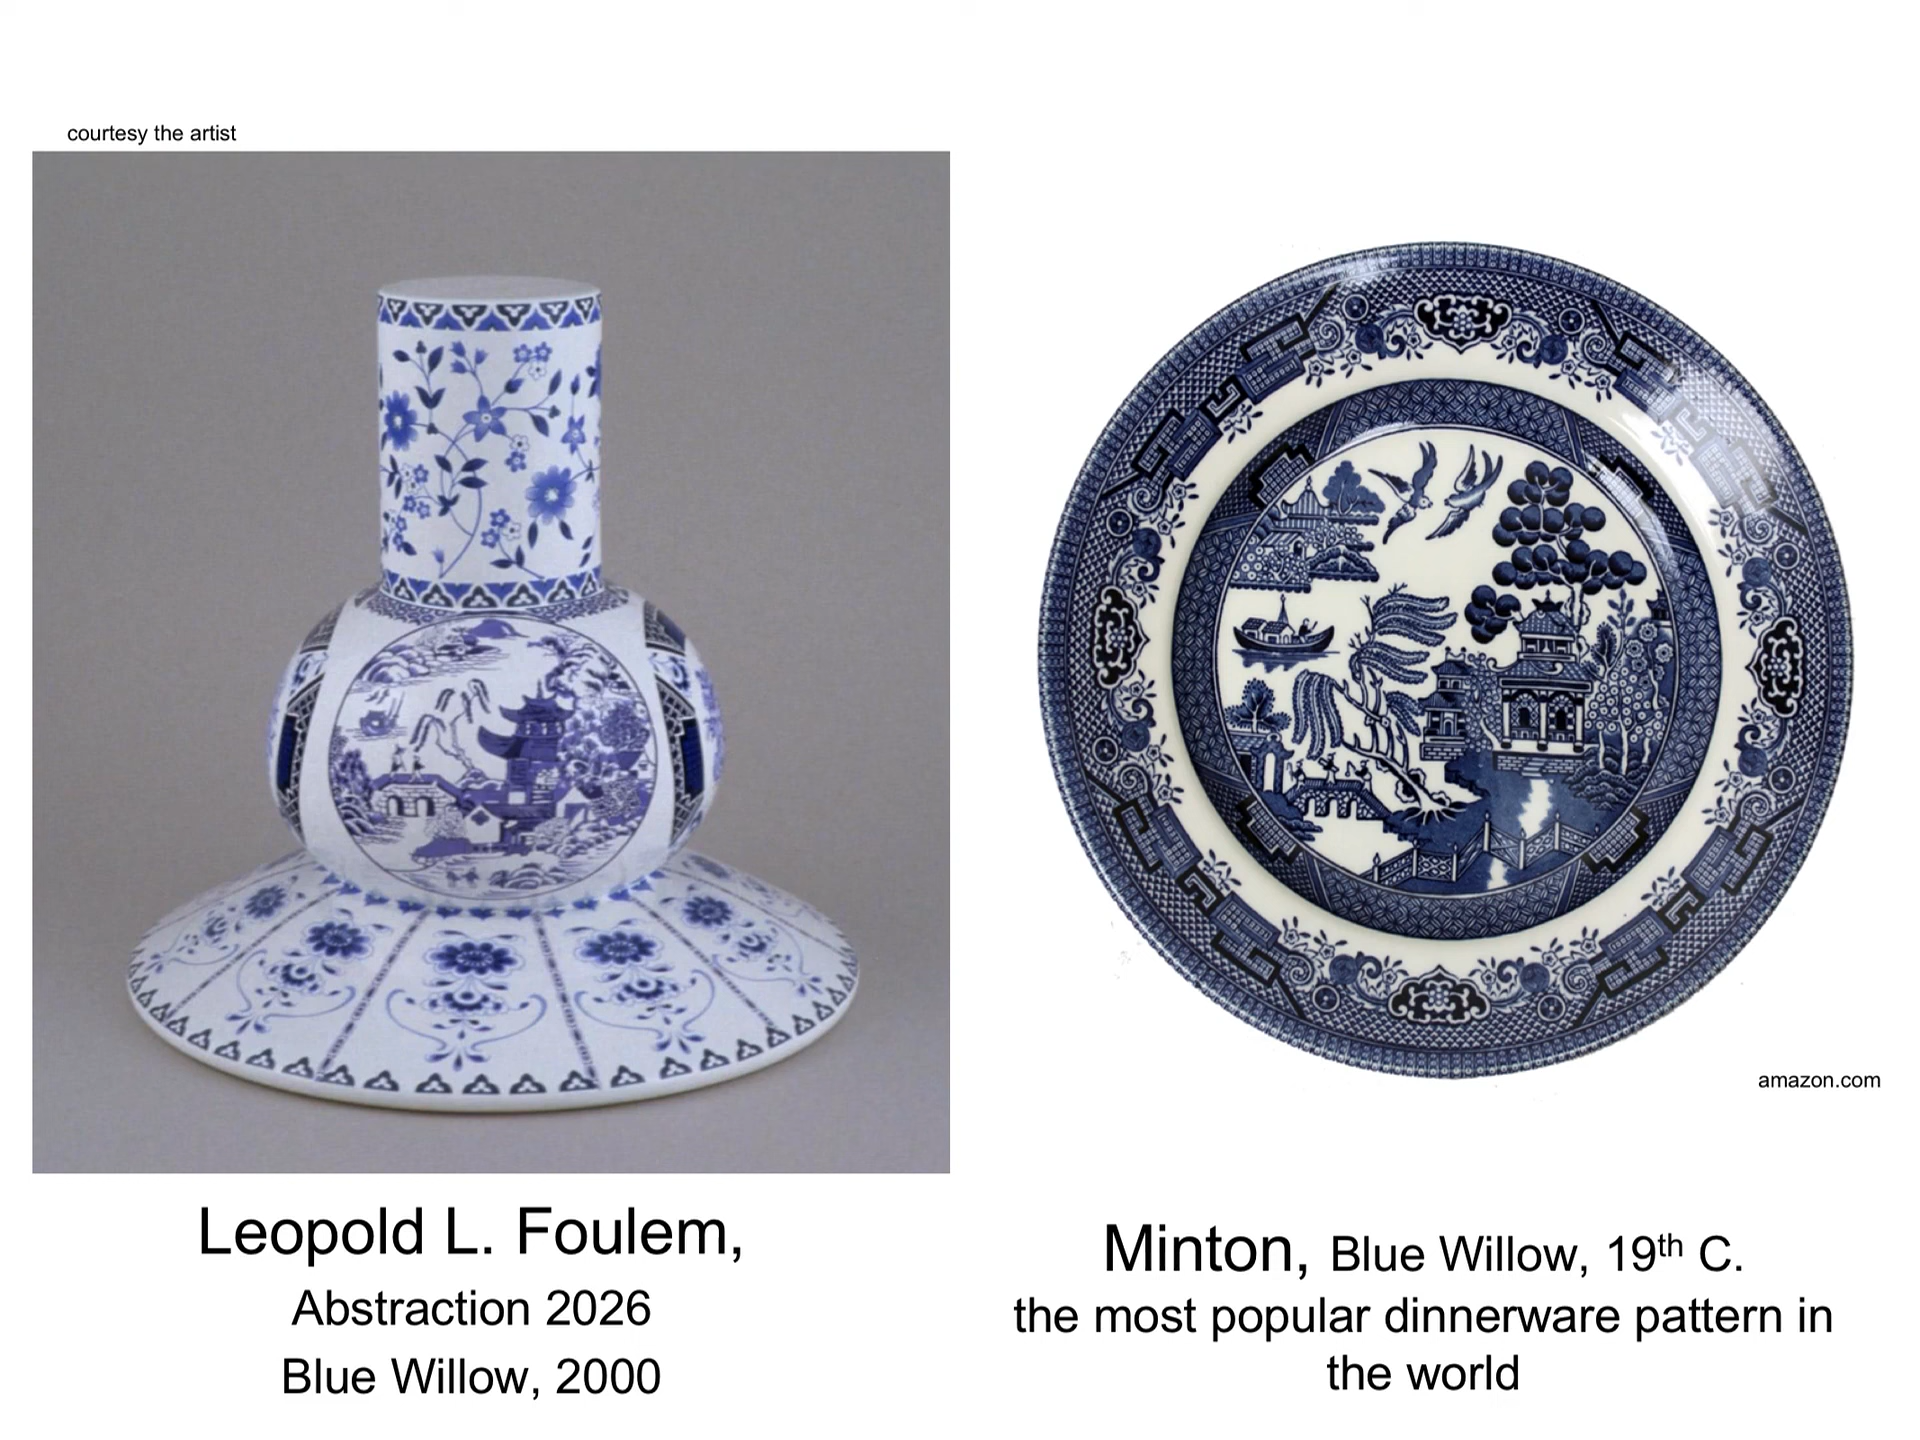 courtesy the artist
Leopold L. Foulem,
Abstraction 2026
Blue Willow, 2000
amazon.com
Minton, Blue Willow, 19th C.
the most popular dinnerware pattern in
the world